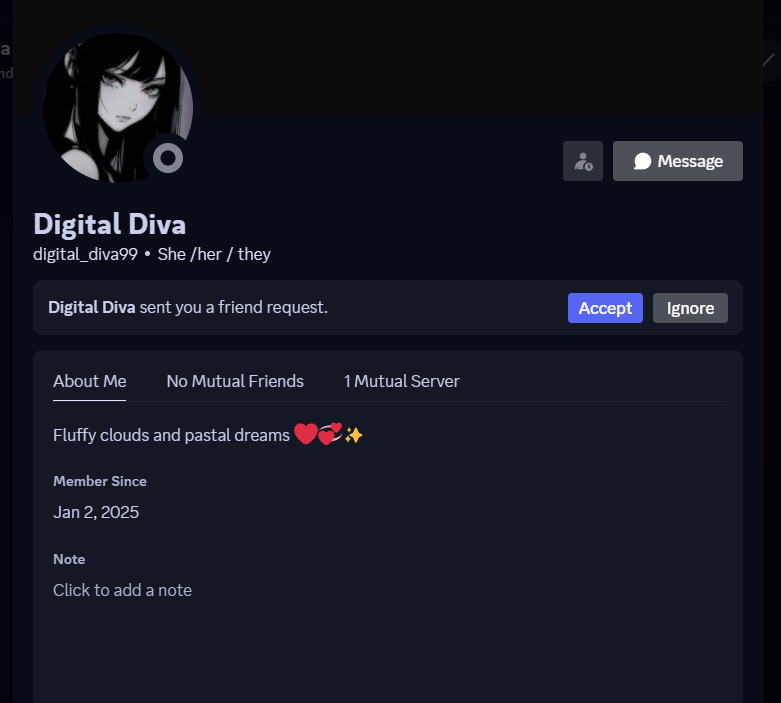 Message
Digital Diva
digital_diva99 • She /her / they
Digital Diva sent you a friend request.
Accept
Ignore
About Me
No Mutual Friends
1 Mutual Server
Fluffy clouds and pastal dreams ❤️💞✨
Member Since
Jan 2, 2025
Note
Click to add a note